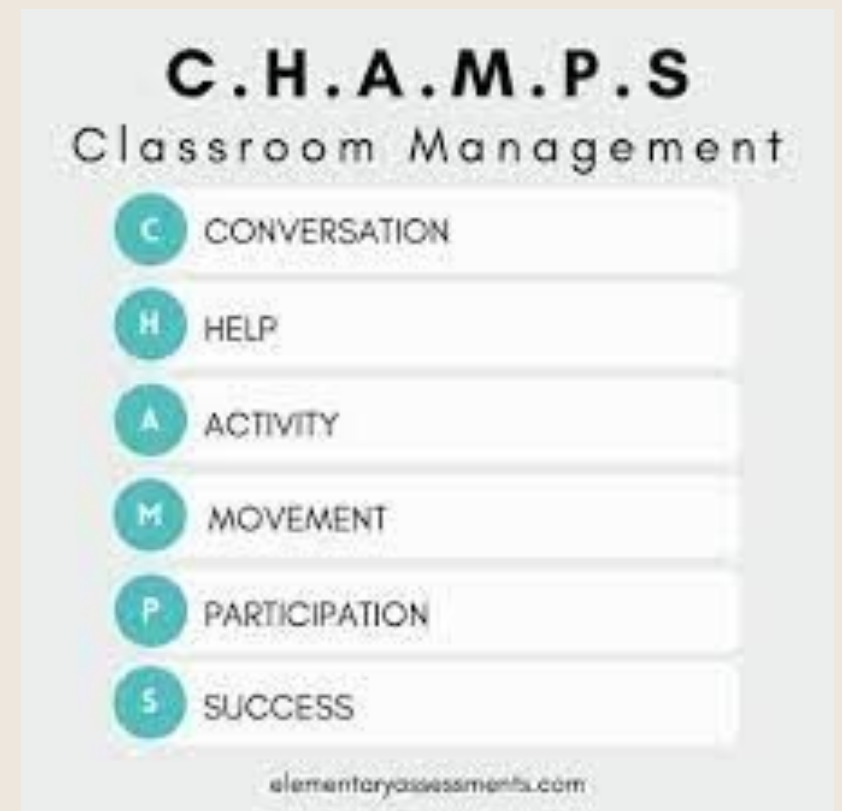 C.H.A.M.P.S
Classroom Management
C CONVERSATION
H HELP
A ACTIVITY
M MOVEMENT
P PARTICIPATION
S SUCCESS
elementaryassessments.com